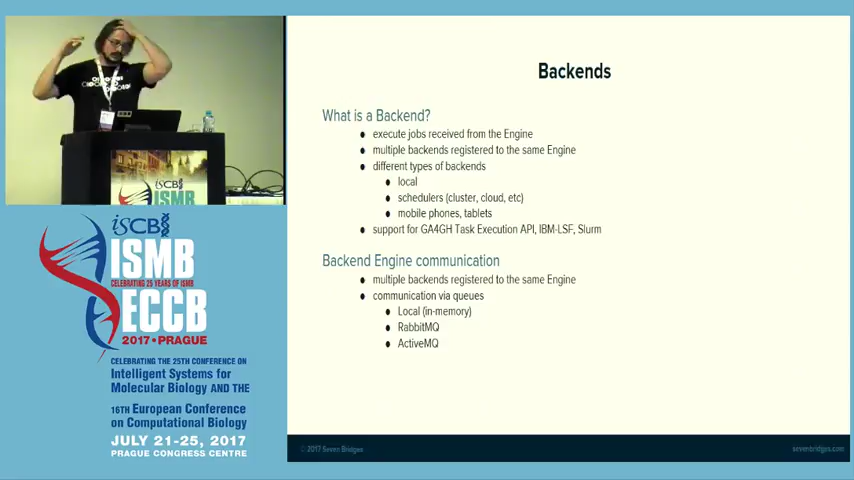 iSCB
ISMB
iSCB
ISMB
CELEBRATING 25 YEARS OF ISMB
ECCB
2017 • PRAGUE
CELEBRATING THE 25TH CONFERENCE ON
Intelligent Systems for
Molecular Biology AND THE
16TH European Conference
on Computational Biology
JULY 21-25, 2017
PRAGUE CONGRESS CENTRE
Backends
What is a Backend?
execute jobs received from the Engine
multiple backends registered to the same Engine
different types of backends
local
schedulers (cluster, cloud, etc)
mobile phones, tablets
support for GA4GH Task Execution API, IBM-LSF, Slurm
Backend Engine communication
multiple backends registered to the same Engine
communication via queues
Local (in-memory)
RabbitMQ
ActiveMQ
© 2017 Seven Bridges
sevenbridges.com